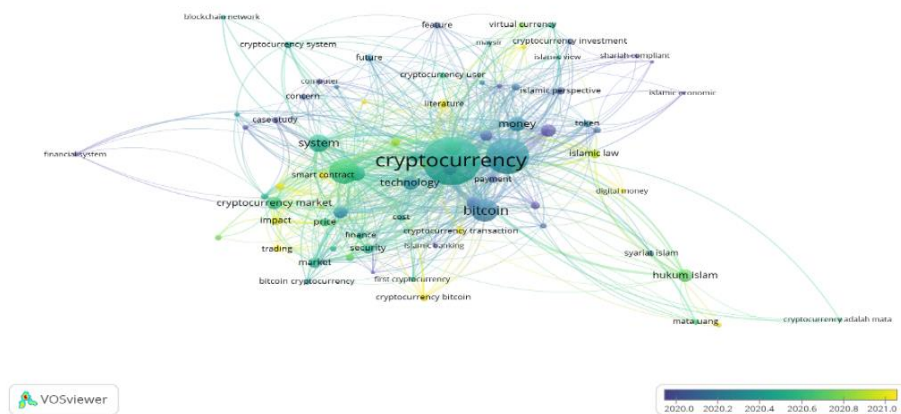 blockchain network
feature
virtual currency
cryptocurrency system
maysir
cryptocurrency investment
future
islamic view
shariah complianc
computer
cryptocurrency user
concern
islamic perspective
islamic economic
literature
case study
money
token
system
financial system
cryptocurrency
islamic law
smart contract
technology
payment
digital money
cryptocurrency market
bitcoin
impact
price
cost
finance
cryptocurrency transaction
trading
security
islamic banking
syariat islam
market
hukum islam
bitcoin cryptocurrency
first cryptocurrency
cryptocurrency bitcoin
mata uang
cryptocurrency adalah mata
VOSviewer
2020.0 2020.2 2020.4 2020.6 2020.8 2021.0